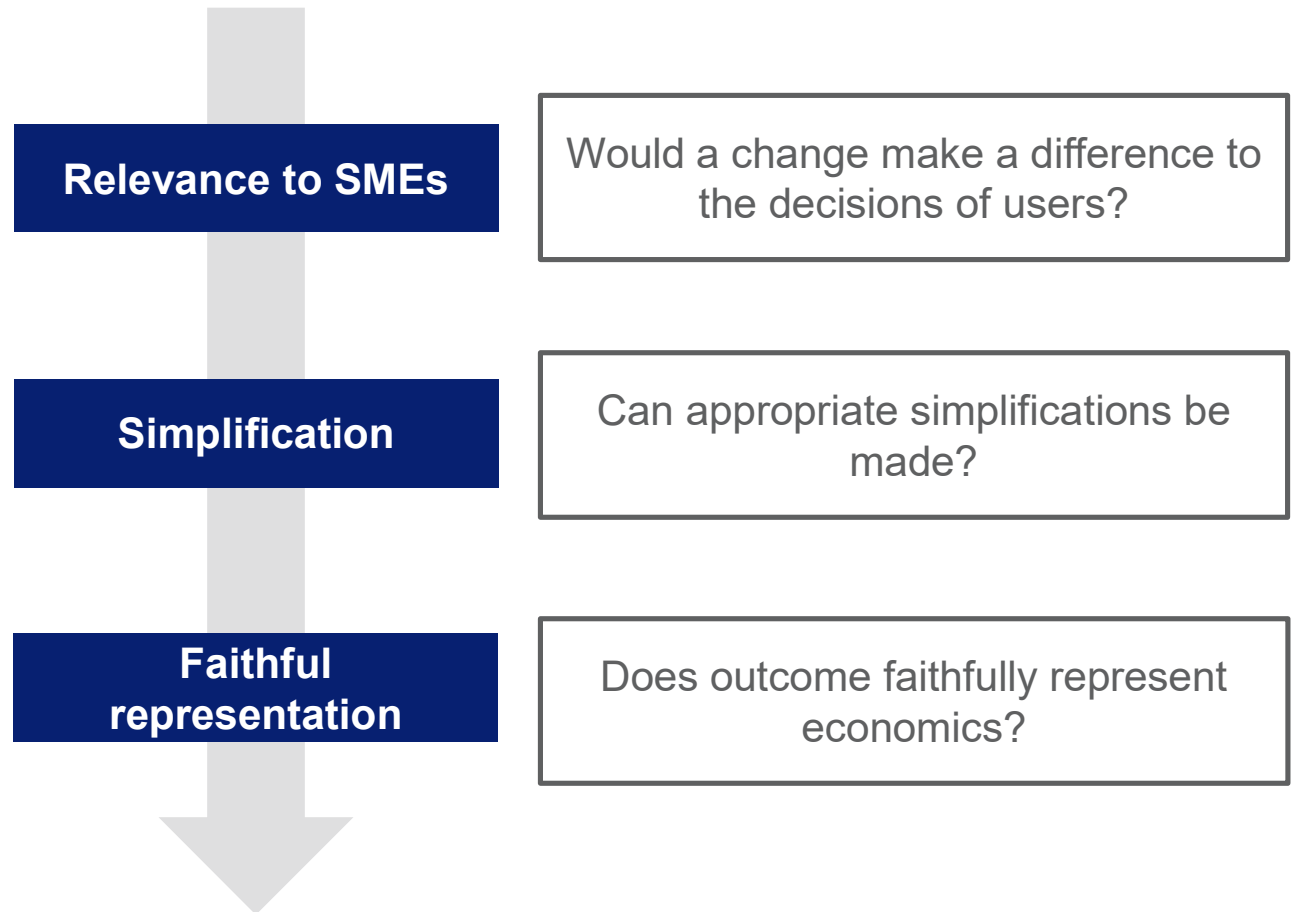 Relevance to SMEs
Would a change make a difference to
the decisions of users?
Simplification
Can appropriate simplifications be
made?
Faithful
representation
Does outcome faithfully represent
economics?